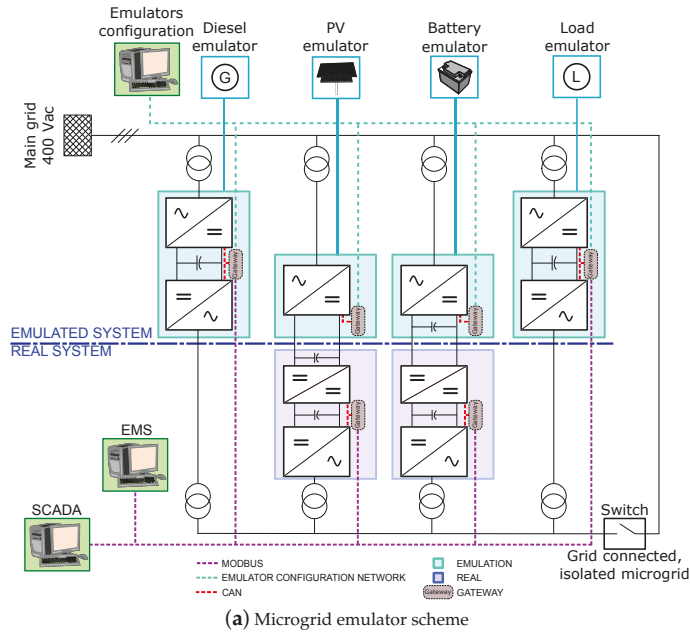 Emulators
configuration
Diesel
emulator
PV
emulator
Battery
emulator
Load
emulator
G
L
Main grid
400 Vac
Gateway
Gateway
Gateway
Gateway
EMULATED SYSTEM
REAL SYSTEM
Gateway
Gateway
EMS
SCADA
Switch
Grid connected,
isolated microgrid
MODBUS
EMULATOR CONFIGURATION NETWORK
CAN
EMULATION
REAL
Gateway GATEWAY
(a) Microgrid emulator scheme